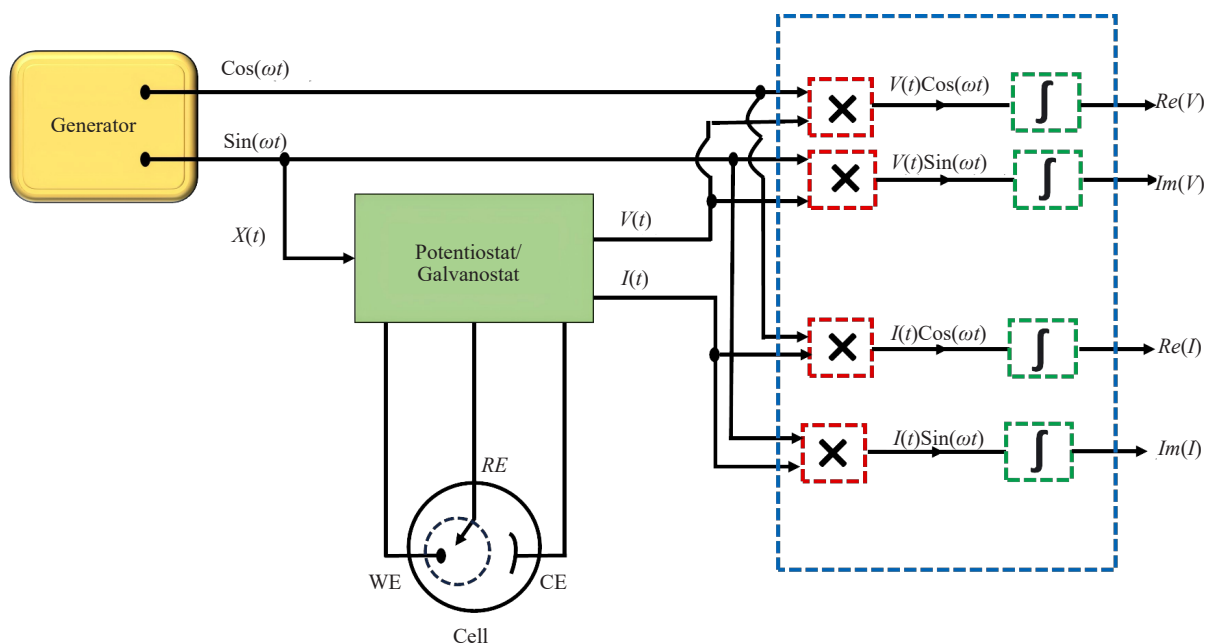 Cos(ωt)
Generator
Sin(ωt)
X(t)
Potentiostat/
Galvanostat
V(t)
I(t)
V(t)Cos(ωt)
∫
Re(V)
V(t)Sin(ωt)
∫
Im(V)
I(t)Cos(ωt)
∫
Re(I)
I(t)Sin(ωt)
∫
Im(I)
RE
WE
CE
Cell